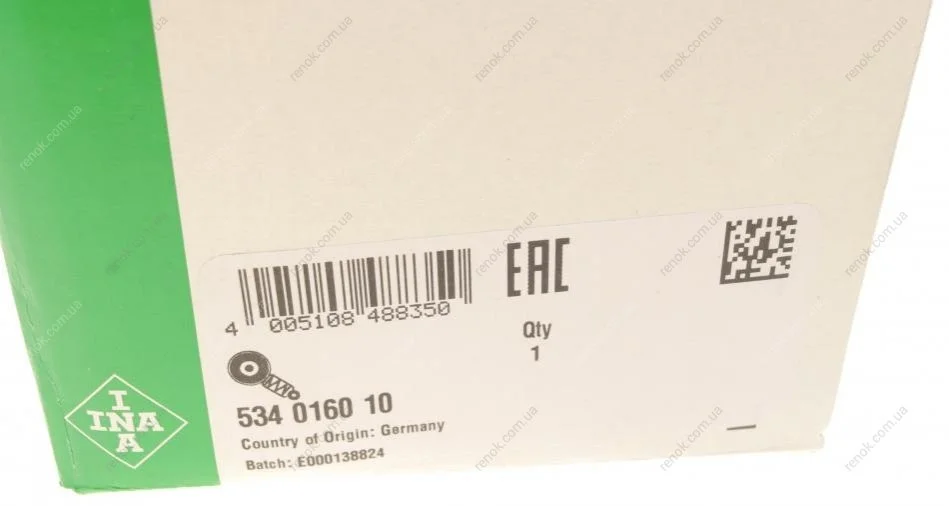 4 005108 488350
EAC
Qty
1
534 0160 10
Country of Origin: Germany
Batch: E000138824
I
INA
A
renok.com.ua